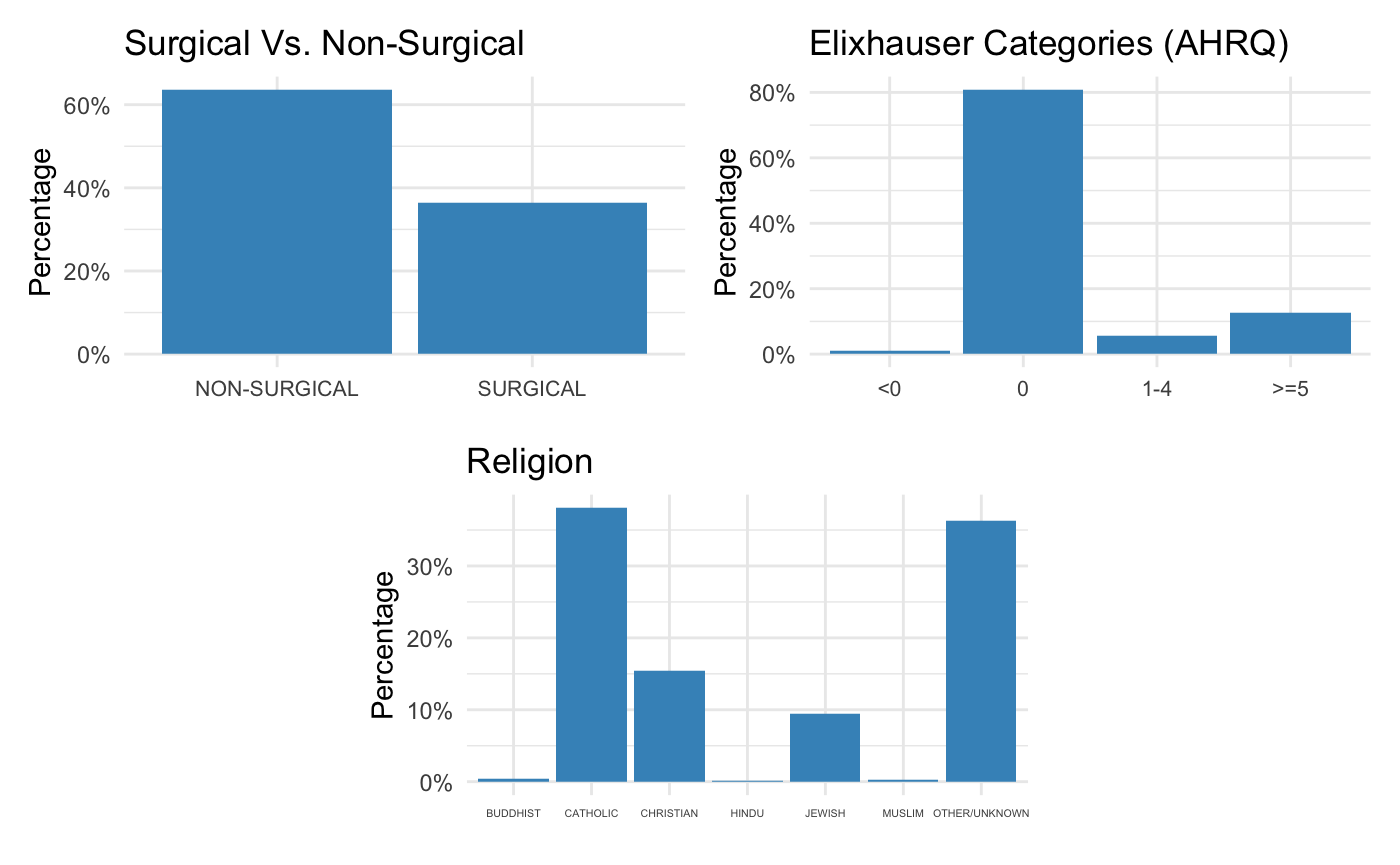 Surgical Vs. Non-Surgical
Percentage
60%
40%
20%
0%
NON-SURGICAL
SURGICAL
Elixhauser Categories (AHRQ)
Percentage
80%
60%
40%
20%
0%
<0
0
1-4
>=5
Religion
Percentage
30%
20%
10%
0%
BUDDHIST
CATHOLIC
CHRISTIAN
HINDU
JEWISH
MUSLIM
OTHER/UNKNOWN